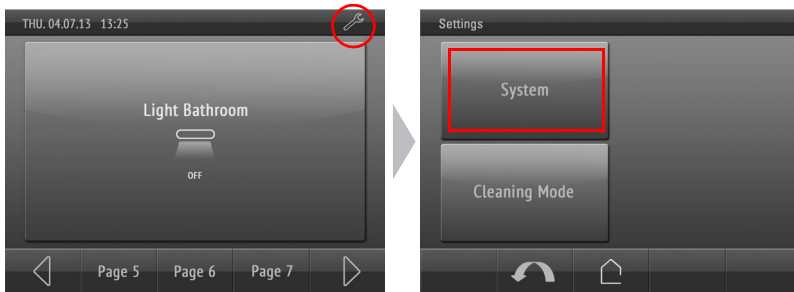 THU. 04.07.13 13:25
Light Bathroom
OFF
Page 5 Page 6 Page 7
Settings
System
Cleaning Mode